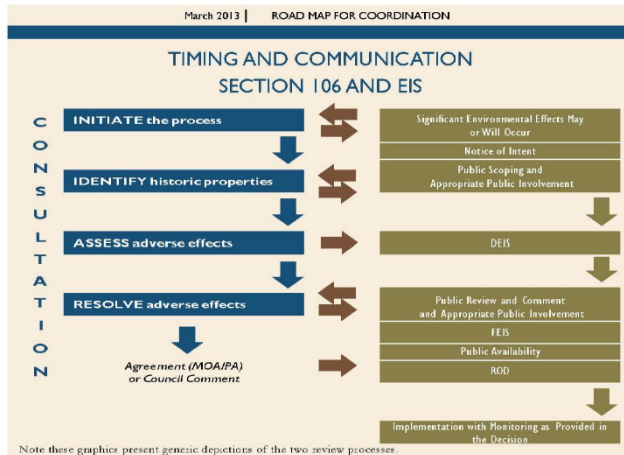 March 2013 | ROAD MAP FOR COORDINATION
TIMING AND COMMUNICATION
SECTION 106 AND EIS
CONSULTATION
INITIATE the process
Significant Environmental Effects May
or Will Occur
Notice of Intent
IDENTIFY historic properties
Public Scoping and
Appropriate Public Involvement
ASSESS adverse effects
DEIS
RESOLVE adverse effects
Public Review and Comment
and Appropriate Public Involvement
FEIS
Public Availability
Agreement (MOA/PA)
or Council Comment
ROD
Implementation with Monitoring as Provided in
the Decision
Note these graphics present generic depictions of the two review processes.